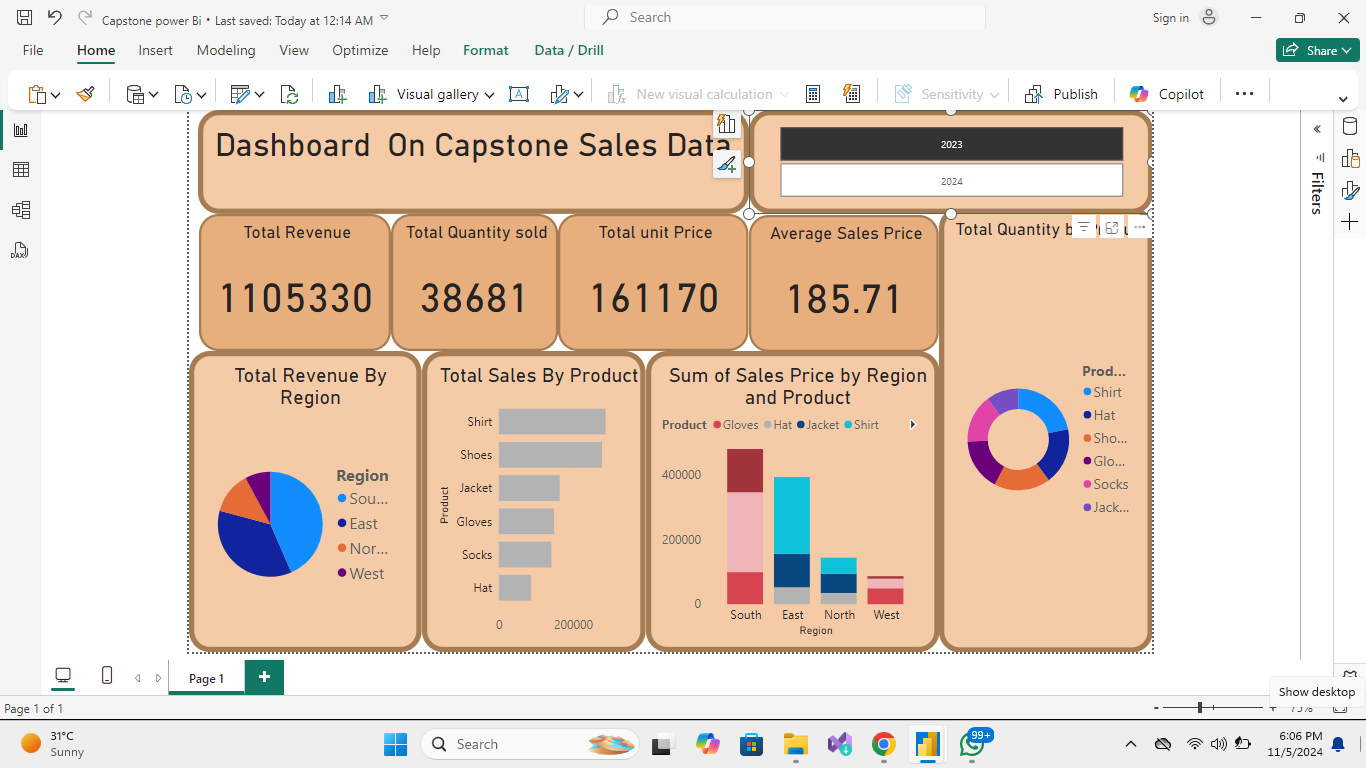 Capstone power Bi • Last saved: Today at 12:14 AM
Search
Sign in
File Home Insert Modeling View Optimize Help Format Data / Drill
Share
Visual gallery
New visual calculation
Sensitivity
Publish
Copilot
Dashboard On Capstone Sales Data
2023
2024
Filters
Total Revenue
1105330
Total Quantity sold
38681
Total unit Price
161170
Average Sales Price
185.71
Total Quantity b
Prod...
Shirt
Hat
Sho...
Glo...
Socks
Jack...
Total Revenue By
Region
Region
Sou...
East
Nor...
West
Total Sales By Product
Product
Shirt
Shoes
Jacket
Gloves
Socks
Hat
0 200000
Sum of Sales Price by Region
and Product
Product Gloves Hat Jacket Shirt
400000
200000
0
South East North West
Region
Page 1
+
Page 1 of 1
Show desktop
- + 75%
DAX
31°C
Sunny
Search
99+
6:06 PM
11/5/2024